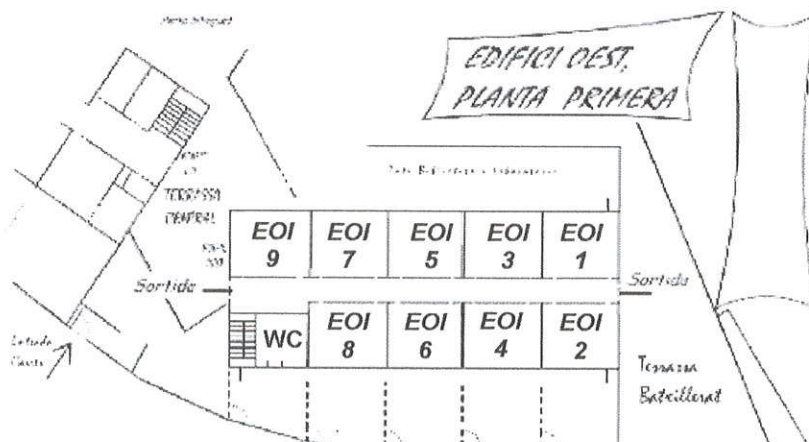 EDIFICI OEST,
PLANTA PRIMERA
TERRASSA
GENERAL
EOI
9
EOI
7
EOI
5
EOI
3
EOI
1
Sortida
Sortida
WC
EOI
8
EOI
6
EOI
4
EOI
2
Terrassa
Batxillerat